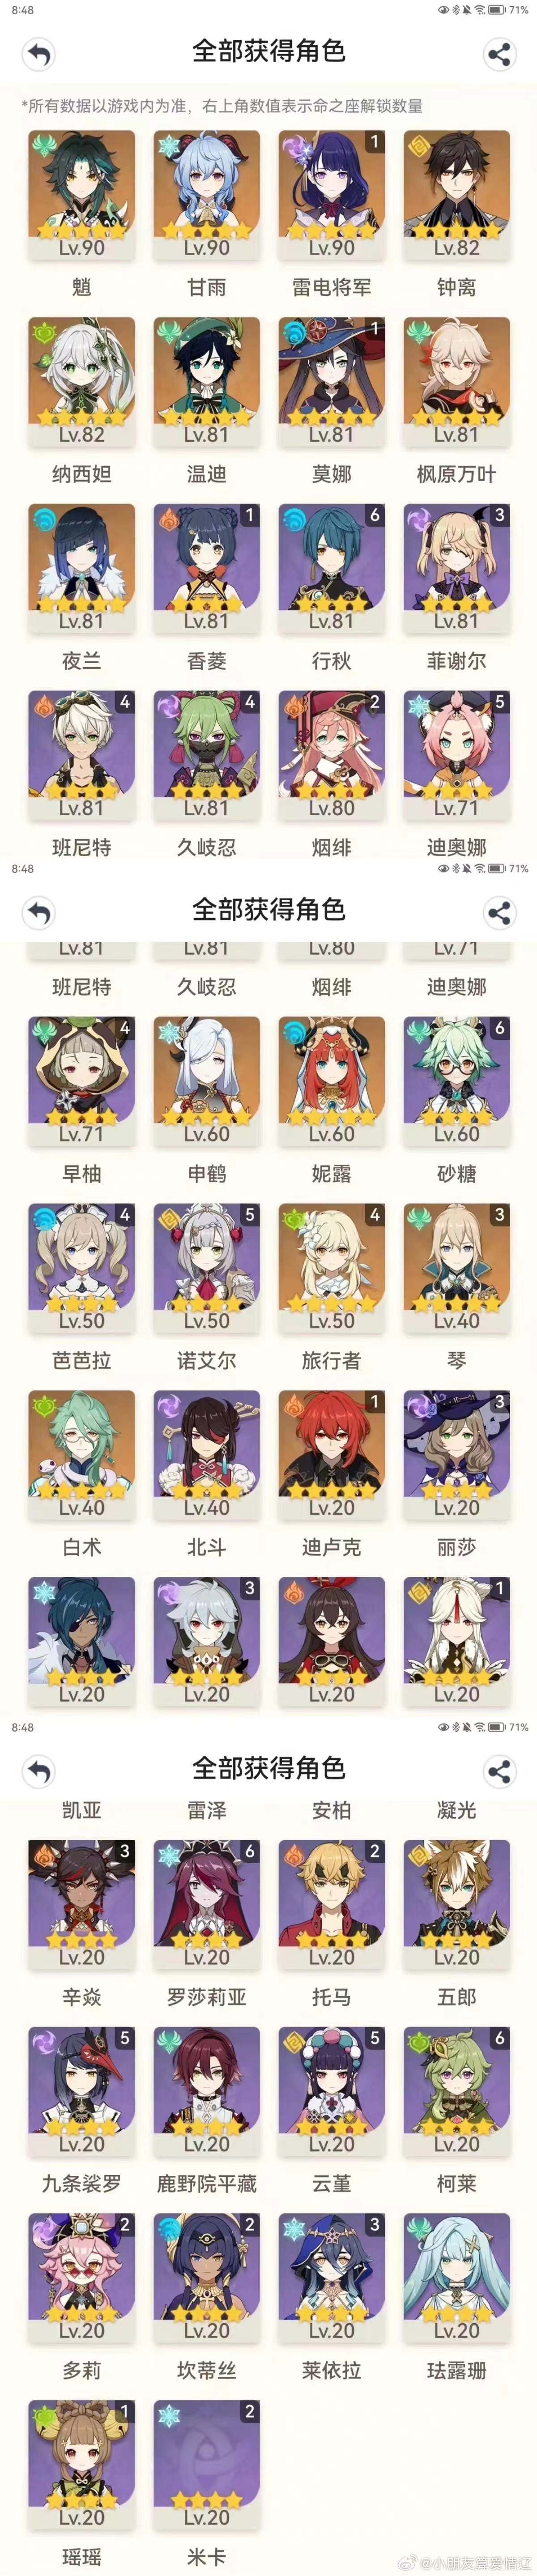 8:48 71%
全部获得角色
*所有数据以游戏内为准，右上角数值表示命之座解锁数量
1
Lv.90 Lv.90 Lv.90 Lv.82
魈 甘雨 雷电将军 钟离
1
Lv.82 Lv.81 Lv.81 Lv.81
纳西妲 温迪 莫娜 枫原万叶
1 6 3
Lv.81 Lv.81 Lv.81 Lv.81
夜兰 香菱 行秋 菲谢尔
4 4 2 5
Lv.81 Lv.81 Lv.80 Lv.71
班尼特 久岐忍 烟绯 迪奥娜
8:48 71%
全部获得角色
Lv.81 Lv.81 Lv.80 Lv.71
班尼特 久岐忍 烟绯 迪奥娜
4 6
Lv.71 Lv.60 Lv.60 Lv.60
早柚 申鹤 妮露 砂糖
4 5 4 3
Lv.50 Lv.50 Lv.50 Lv.40
芭芭拉 诺艾尔 旅行者 琴
1 3
Lv.40 Lv.40 Lv.20 Lv.20
白术 北斗 迪卢克 丽莎
3 1
Lv.20 Lv.20 Lv.20 Lv.20
8:48 71%
全部获得角色
凯亚 雷泽 安柏 凝光
3 6 2
Lv.20 Lv.20 Lv.20 Lv.20
辛焱 罗莎莉亚 托马 五郎
5 5 6
Lv.20 Lv.20 Lv.20 Lv.20
九条裟罗 鹿野院平藏 云堇 柯莱
2 2 3
Lv.20 Lv.20 Lv.20 Lv.20
多莉 坎蒂丝 莱依拉 珐露珊
1 2
Lv.20 Lv.20
瑶瑶 米卡